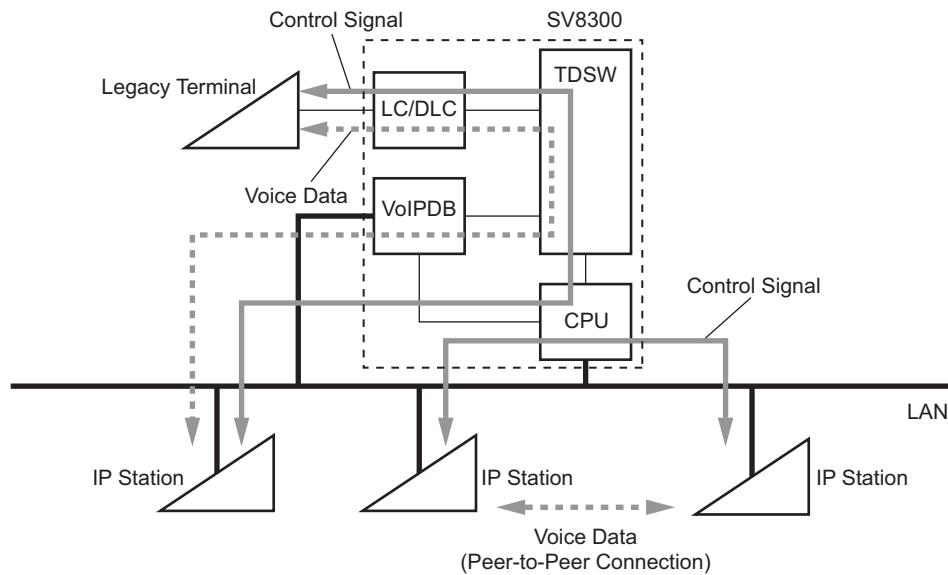 Control Signal
SV8300
TDSW
Legacy Terminal
LC/DLC
Voice Data
VoIPDB
Control Signal
CPU
LAN
IP Station
IP Station
IP Station
Voice Data
(Peer-to-Peer Connection)